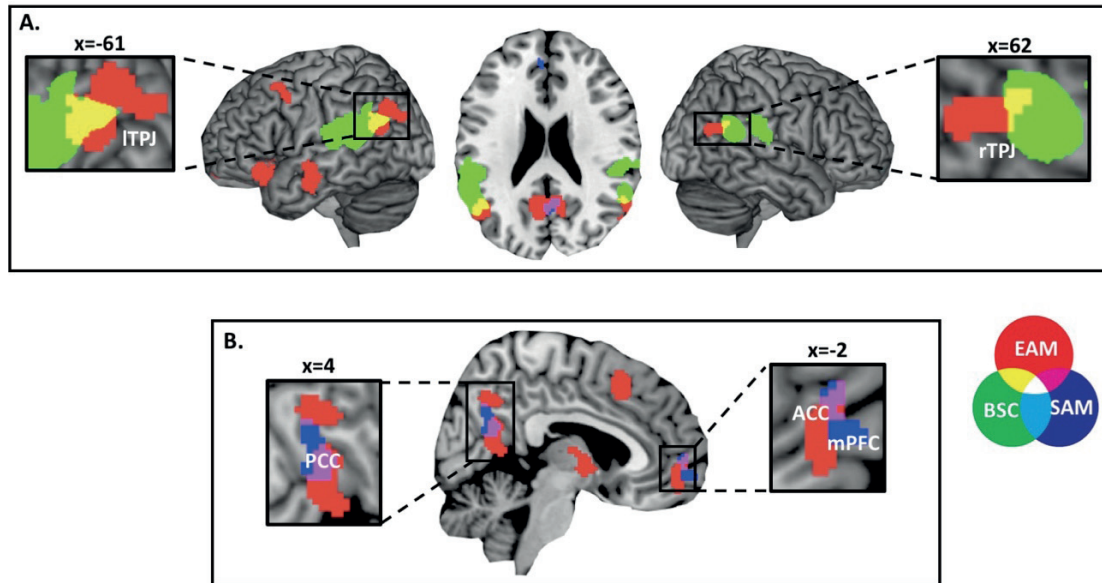 A.
x=-61
x=62
lTPJ
rTPJ
B.
x=4
x=-2
EAM
ACC
BSC
SAM
mPFC
PCC